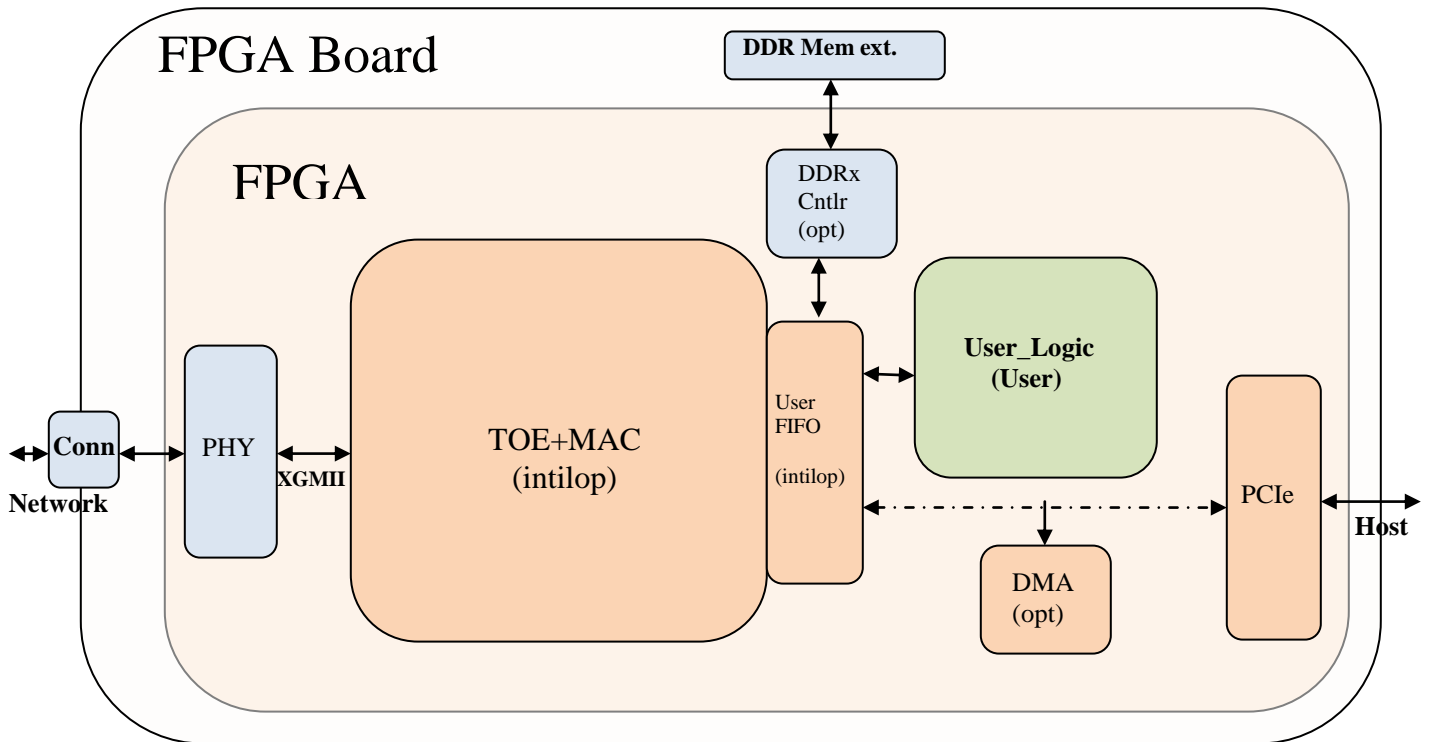 FPGA Board
DDR Mem ext.
FPGA
DDRx
Cntlr
(opt)
User_Logic
(User)
User
FIFO
(intilop)
TOE+MAC
(intilop)
Conn
PHY
XGMII
Network
PCIe
Host
DMA
(opt)